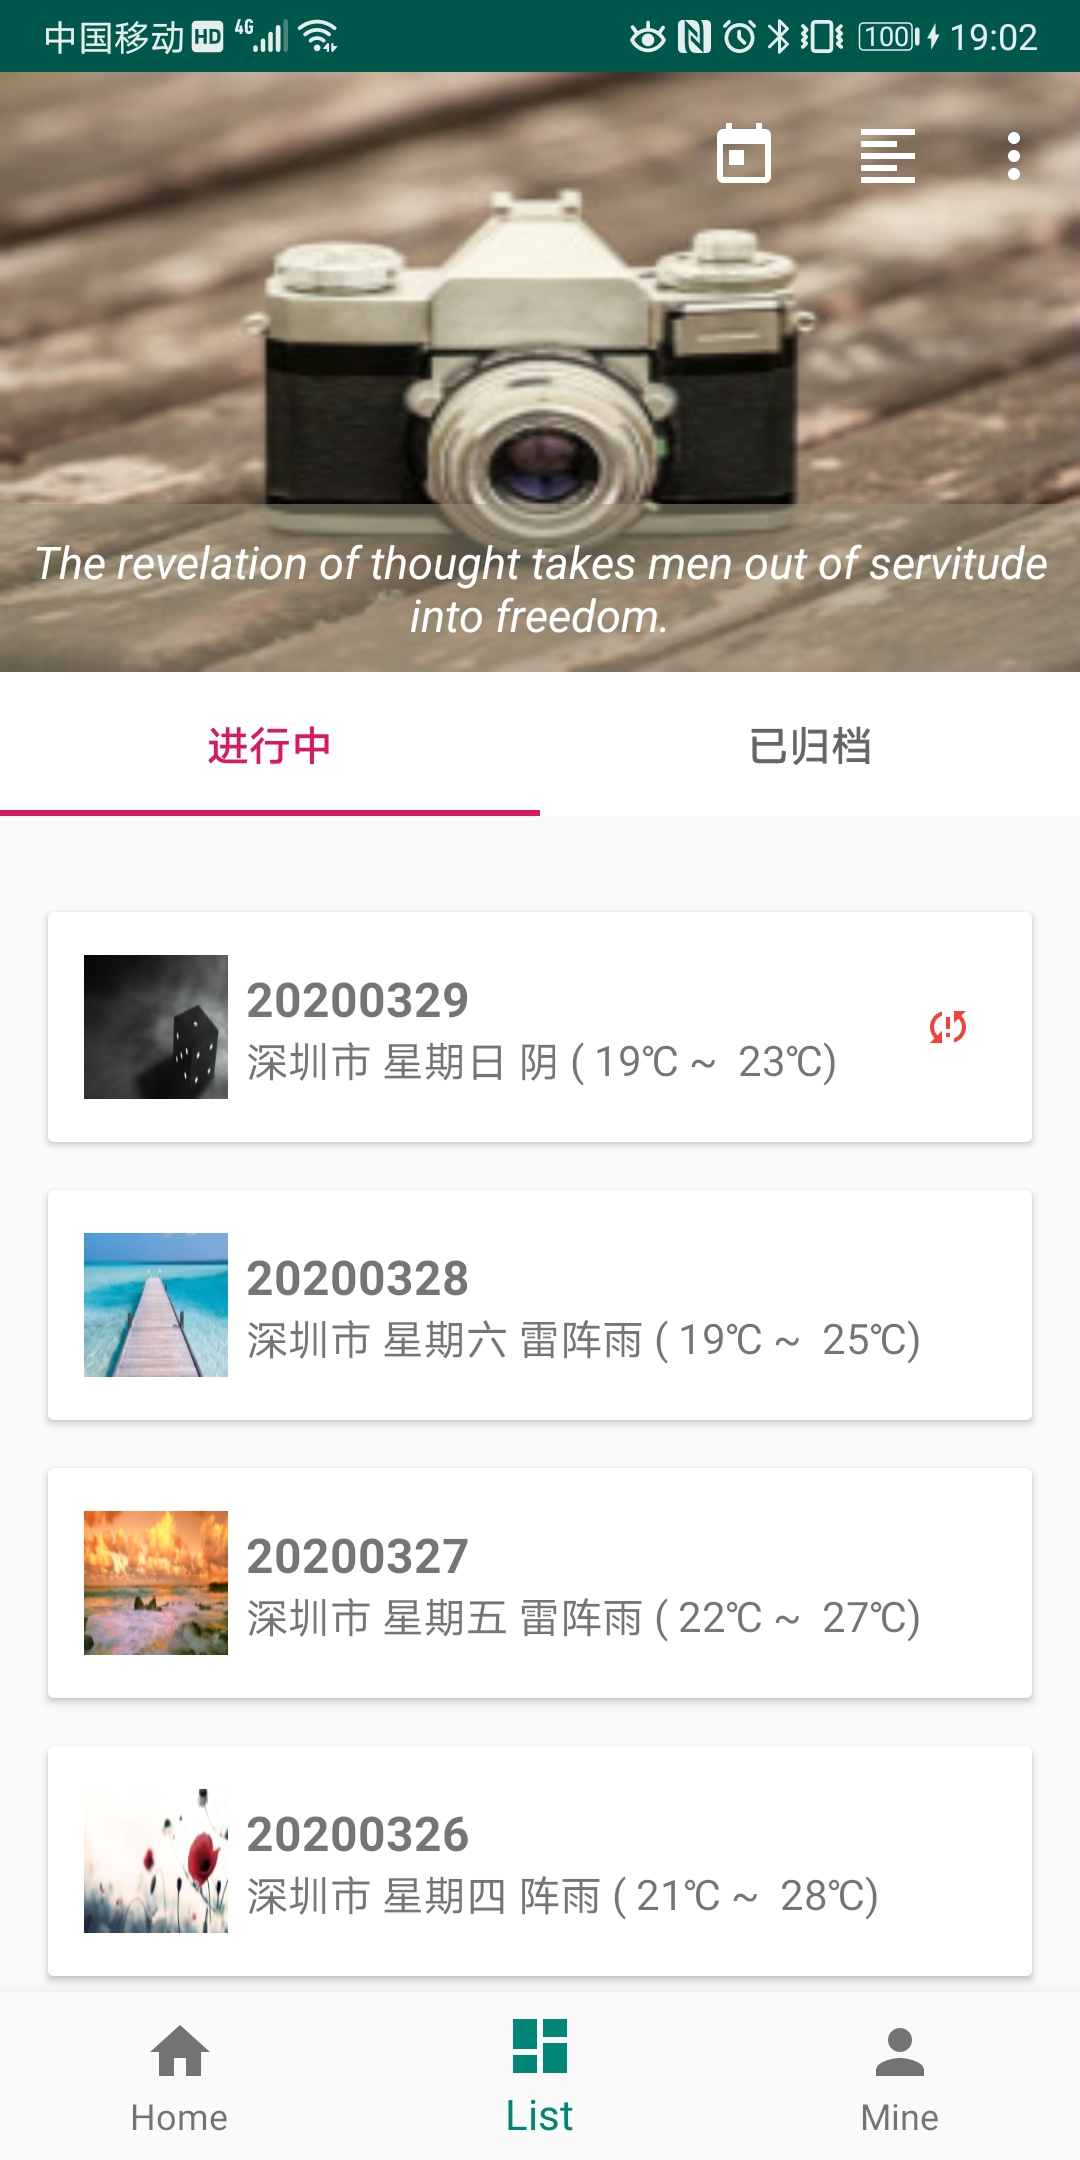 中国移动 HD 4G 100 19:02
The revelation of thought takes men out of servitude
into freedom.
进行中 已归档
20200329
深圳市 星期日 阴 ( 19℃ ~ 23℃)
20200328
深圳市 星期六 雷阵雨 ( 19℃ ~ 25℃)
20200327
深圳市 星期五 雷阵雨 ( 22℃ ~ 27℃)
20200326
深圳市 星期四 阵雨 ( 21℃ ~ 28℃)
Home List Mine